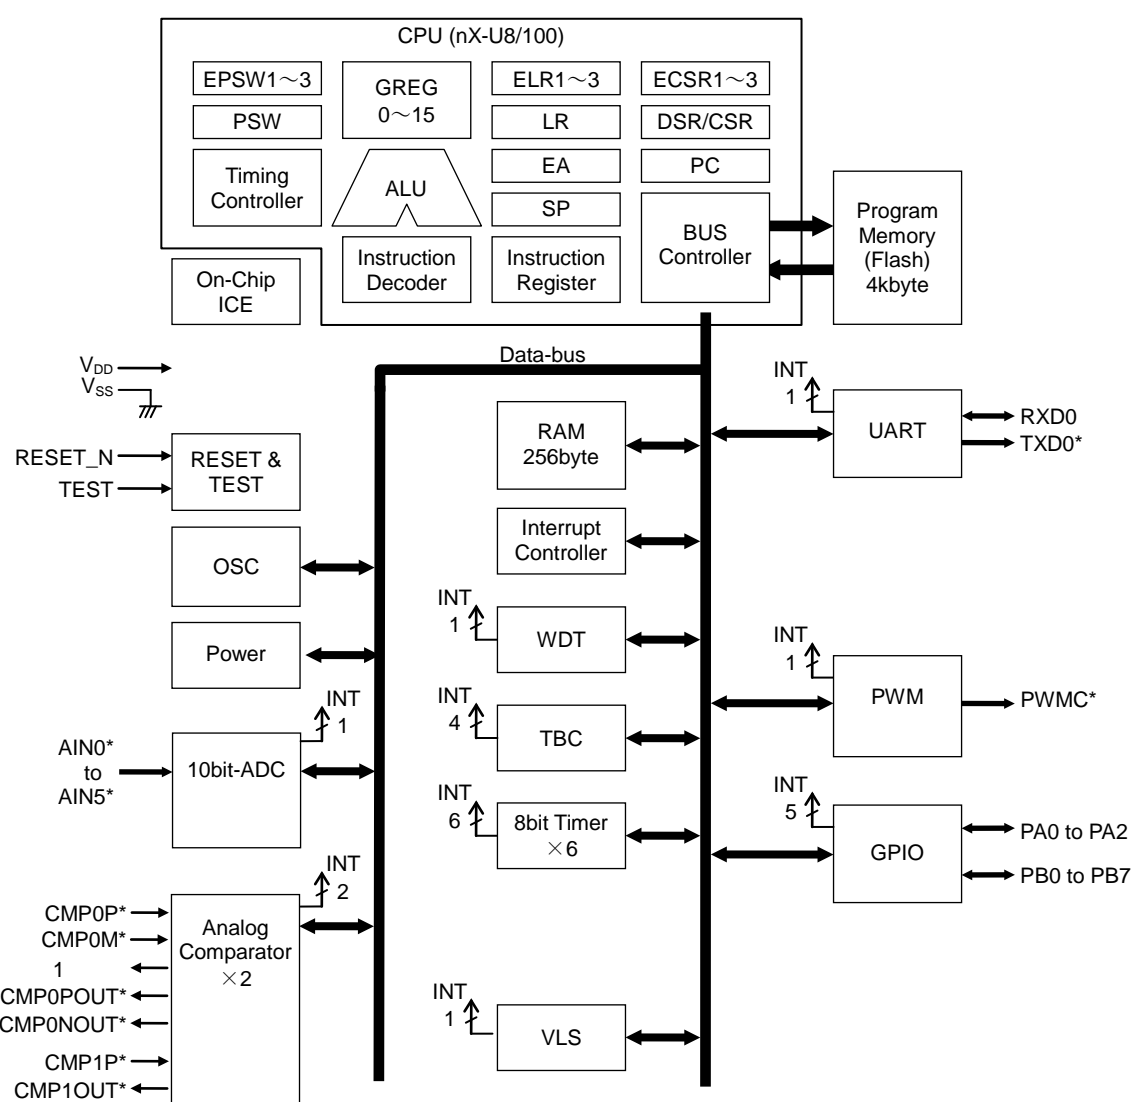 CPU (nX-U8/100)
EPSW1～3
GREG
0～15
ELR1～3
ECSR1～3
PSW
LR
DSR/CSR
Timing
Controller
ALU
EA
PC
SP
BUS
Controller
Program
Memory
(Flash)
4kbyte
Instruction
Decoder
Instruction
Register
On-Chip
ICE
Data-bus
VDD
VSS
INT
1
UART
RXD0
TXD0*
RAM
256byte
RESET_N
TEST
RESET &
TEST
Interrupt
Controller
OSC
INT
1
WDT
Power
INT
1
PWM
PWMC*
INT
1
AIN0*
to
AIN5*
10bit-ADC
INT
4
TBC
INT
6
8bit Timer
×6
INT
5
GPIO
PA0 to PA2
PB0 to PB7
INT
2
CMP0P*
CMP0M*
1
CMP0POUT*
CMP0NOUT*
CMP1P*
CMP1OUT*
Analog
Comparator
×2
INT
1
VLS